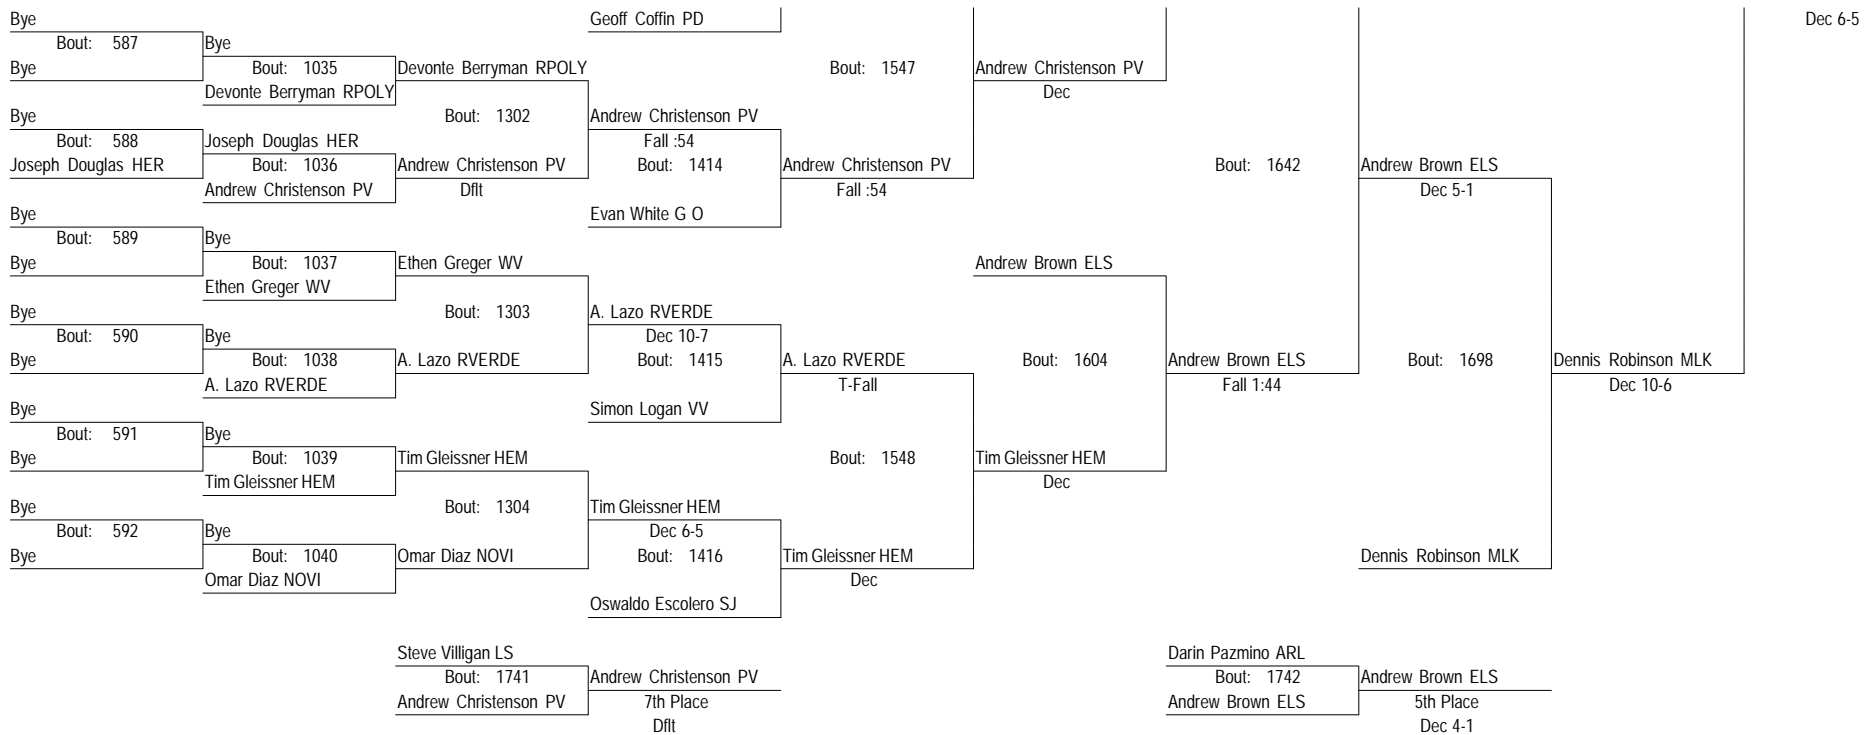 Bye Geoff Coffin PD Dec 6-5
Bout: 587 Bye
Bye Bout: 1035 Devonte Berryman RPOLY Bout: 1547 Andrew Christenson PV
Devonte Berryman RPOLY Dec
Bye Bout: 1302 Andrew Christenson PV
Bout: 588 Joseph Douglas HER Fall :54
Joseph Douglas HER Bout: 1036 Andrew Christenson PV Bout: 1414 Andrew Christenson PV Bout: 1642 Andrew Brown ELS
Andrew Christenson PV Dflt Fall :54 Dec 5-1
Bye Evan White G O
Bout: 589 Bye
Bye Bout: 1037 Ethen Greger WV Andrew Brown ELS
Ethen Greger WV
Bye Bout: 1303 A. Lazo RVERDE
Bout: 590 Bye Dec 10-7
Bye Bout: 1038 A. Lazo RVERDE Bout: 1415 A. Lazo RVERDE Bout: 1604 Andrew Brown ELS Bout: 1698 Dennis Robinson MLK
A. Lazo RVERDE T-Fall Fall 1:44 Dec 10-6
Bye Simon Logan VV
Bout: 591 Bye
Bye Bout: 1039 Tim Gleissner HEM Bout: 1548 Tim Gleissner HEM
Tim Gleissner HEM Dec
Bye Bout: 1304 Tim Gleissner HEM
Bout: 592 Bye Dec 6-5
Bye Bout: 1040 Omar Diaz NOVI Bout: 1416 Tim Gleissner HEM Dennis Robinson MLK
Omar Diaz NOVI Dec
Oswaldo Escolero SJ
Steve Villigan LS Darin Pazmino ARL
Bout: 1741 Andrew Christenson PV Bout: 1742 Andrew Brown ELS
Andrew Christenson PV 7th Place Andrew Brown ELS 5th Place
Dflt Dec 4-1